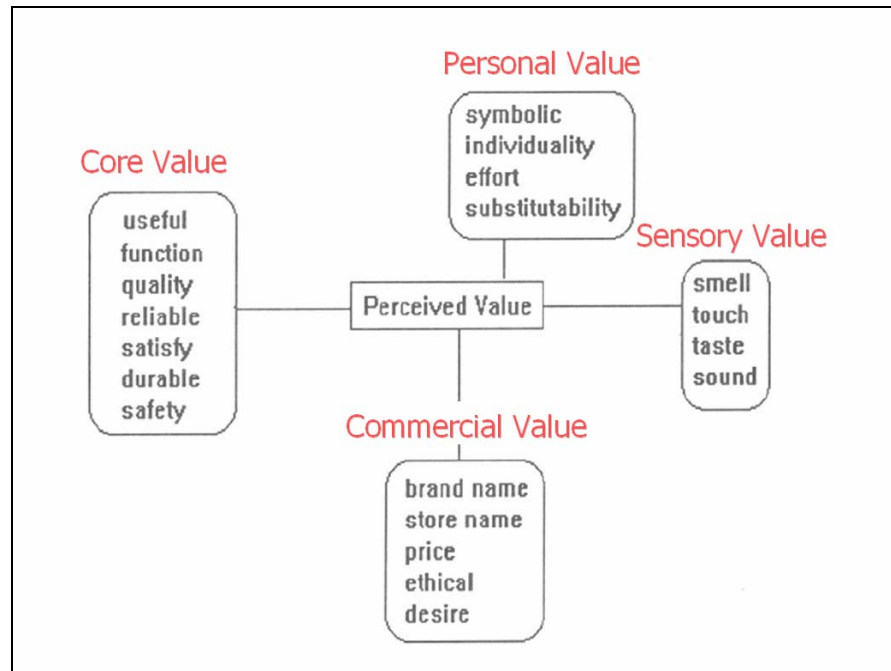 Personal Value
symbolic
individuality
effort
substitutability
Core Value
useful
function
quality
reliable
satisfy
durable
safety
Perceived Value
Sensory Value
smell
touch
taste
sound
Commercial Value
brand name
store name
price
ethical
desire